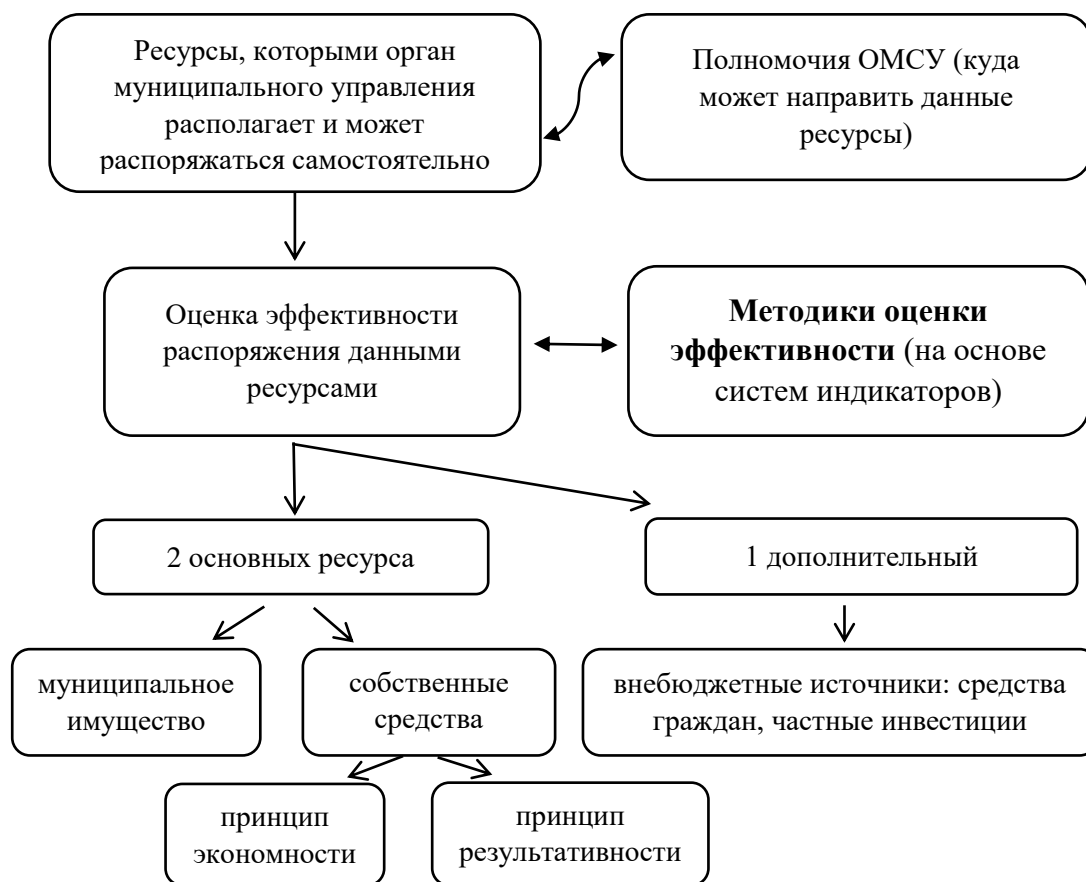 Ресурсы, которыми орган
муниципального управления
располагает и может
распоряжаться самостоятельно
Полномочия ОМСУ (куда
может направить данные
ресурсы)
Оценка эффективности
распоряжения данными
ресурсами
Методики оценки
эффективности (на основе
систем индикаторов)
2 основных ресурса
1 дополнительный
муниципальное
имущество
собственные
средства
внебюджетные источники: средства
граждан, частные инвестиции
принцип
экономности
принцип
результативности